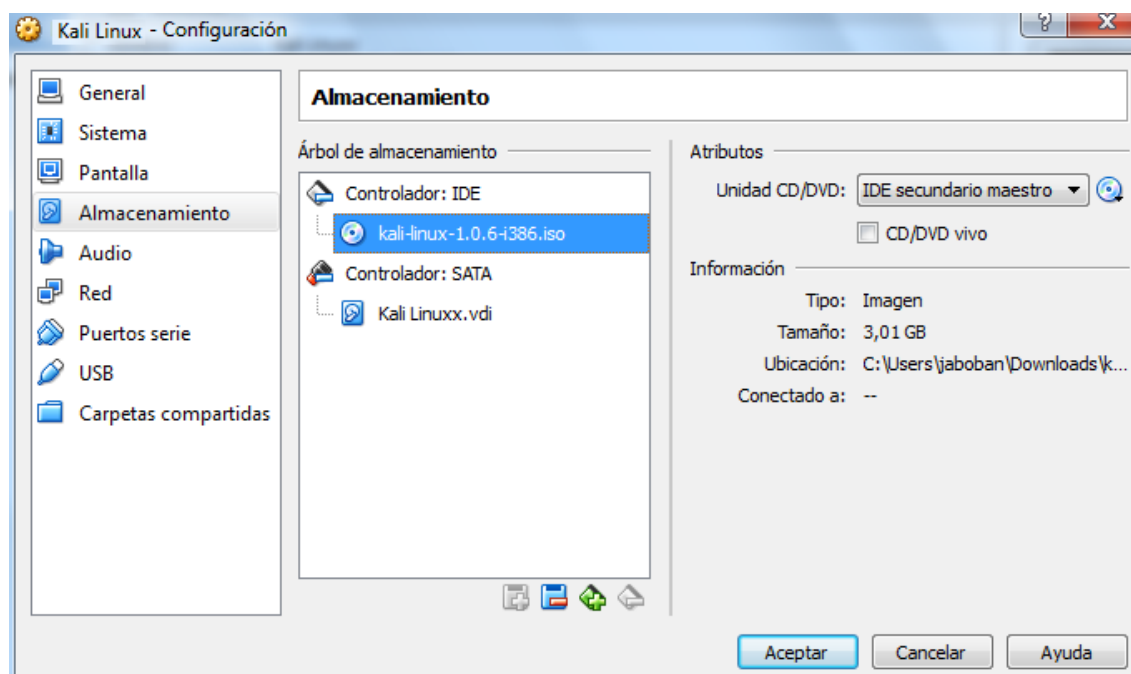 Kali Linux - Configuración
General
Sistema
Pantalla
Almacenamiento
Audio
Red
Puertos serie
USB
Carpetas compartidas
Almacenamiento
Árbol de almacenamiento
Controlador: IDE
kali-linux-1.0.6-i386.iso
Controlador: SATA
Kali Linuxx.vdi
Atributos
Unidad CD/DVD: IDE secundario maestro
CD/DVD vivo
Información
Tipo: Imagen
Tamaño: 3,01 GB
Ubicación: C:\Users\jaboban\Downloads\k...
Conectado a: --
Aceptar Cancelar Ayuda